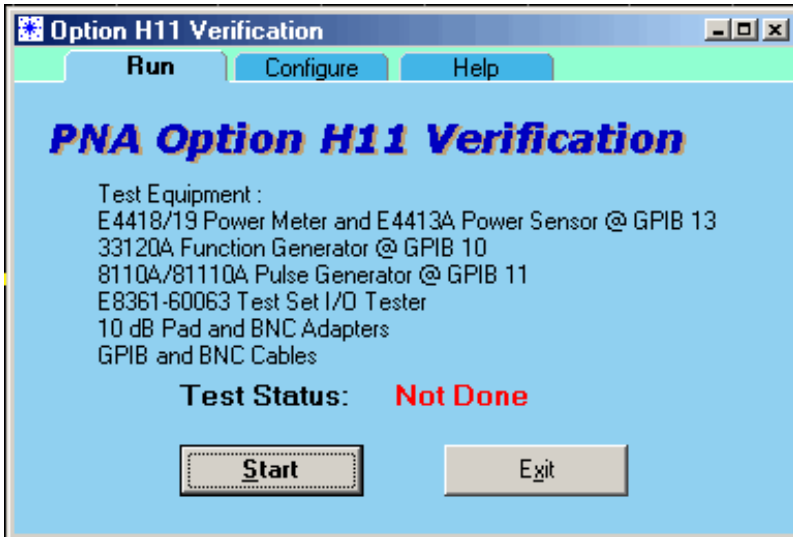 Option H11 Verification
Run Configure Help
PNA Option H11 Verification
Test Equipment :
E4418/19 Power Meter and E4413A Power Sensor @ GPIB 13
33120A Function Generator @ GPIB 10
8110A/81110A Pulse Generator @ GPIB 11
E8361-60063 Test Set I/O Tester
10 dB Pad and BNC Adapters
GPIB and BNC Cables
Test Status: Not Done
Start Exit